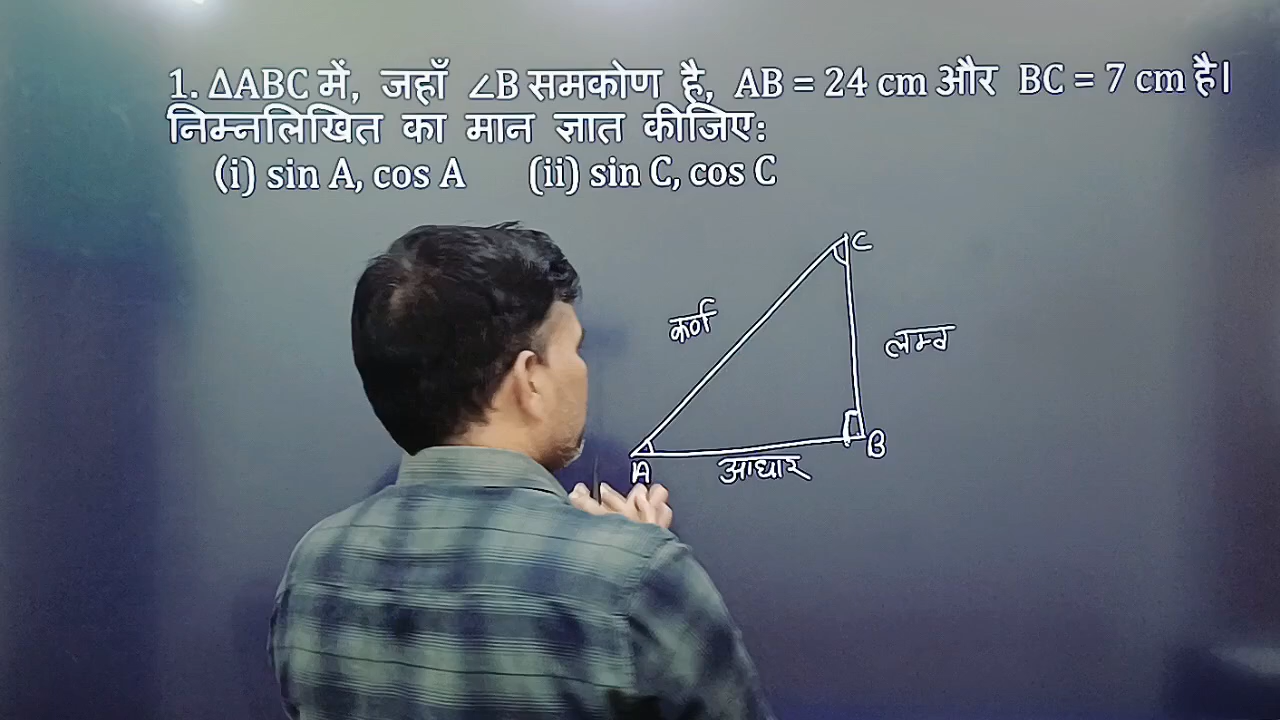 1. ΔABC में, जहाँ ∠B समकोण है, AB = 24 cm और BC = 7 cm है।
निम्नलिखित का मान ज्ञात कीजिए:
(i) sin A, cos A (ii) sin C, cos C
C
कर्ण
लम्ब
B
A
आधार